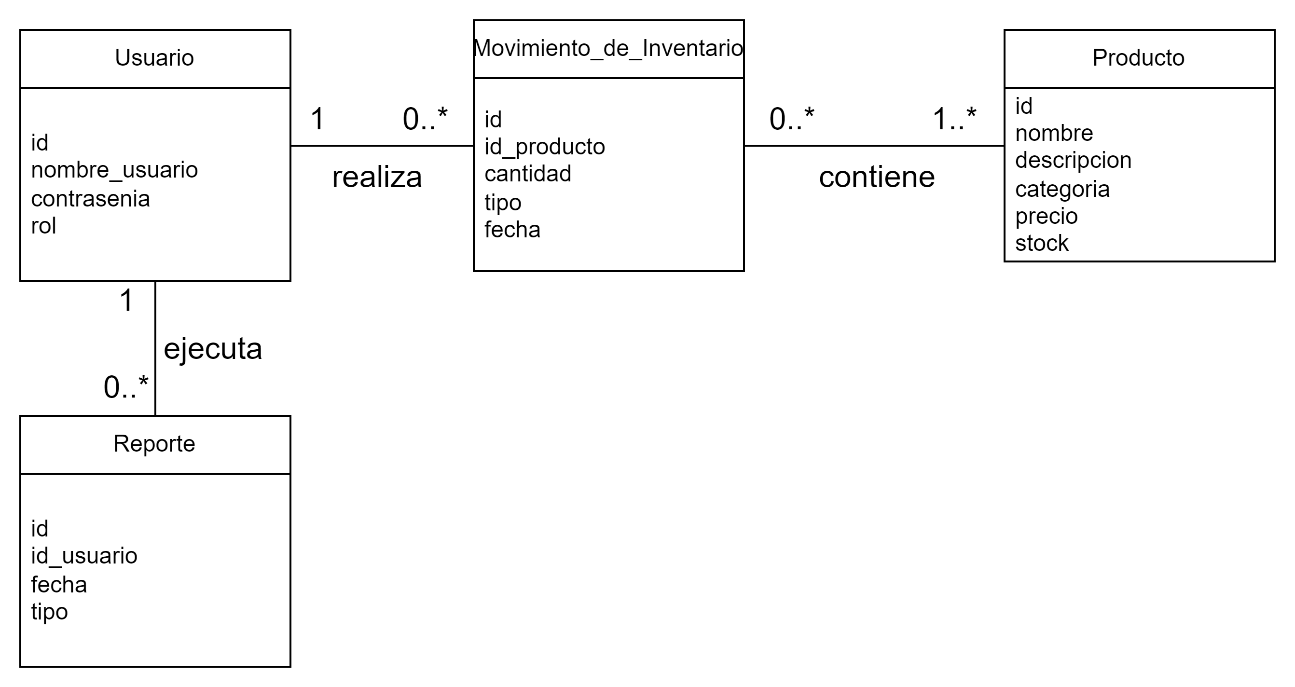 Usuario
id
nombre_usuario
contrasenia
rol
1
0..*
realiza
Movimiento_de_Inventario
id
id_producto
cantidad
tipo
fecha
0..*
1..*
contiene
Producto
id
nombre
descripcion
categoria
precio
stock
1
ejecuta
0..*
Reporte
id
id_usuario
fecha
tipo